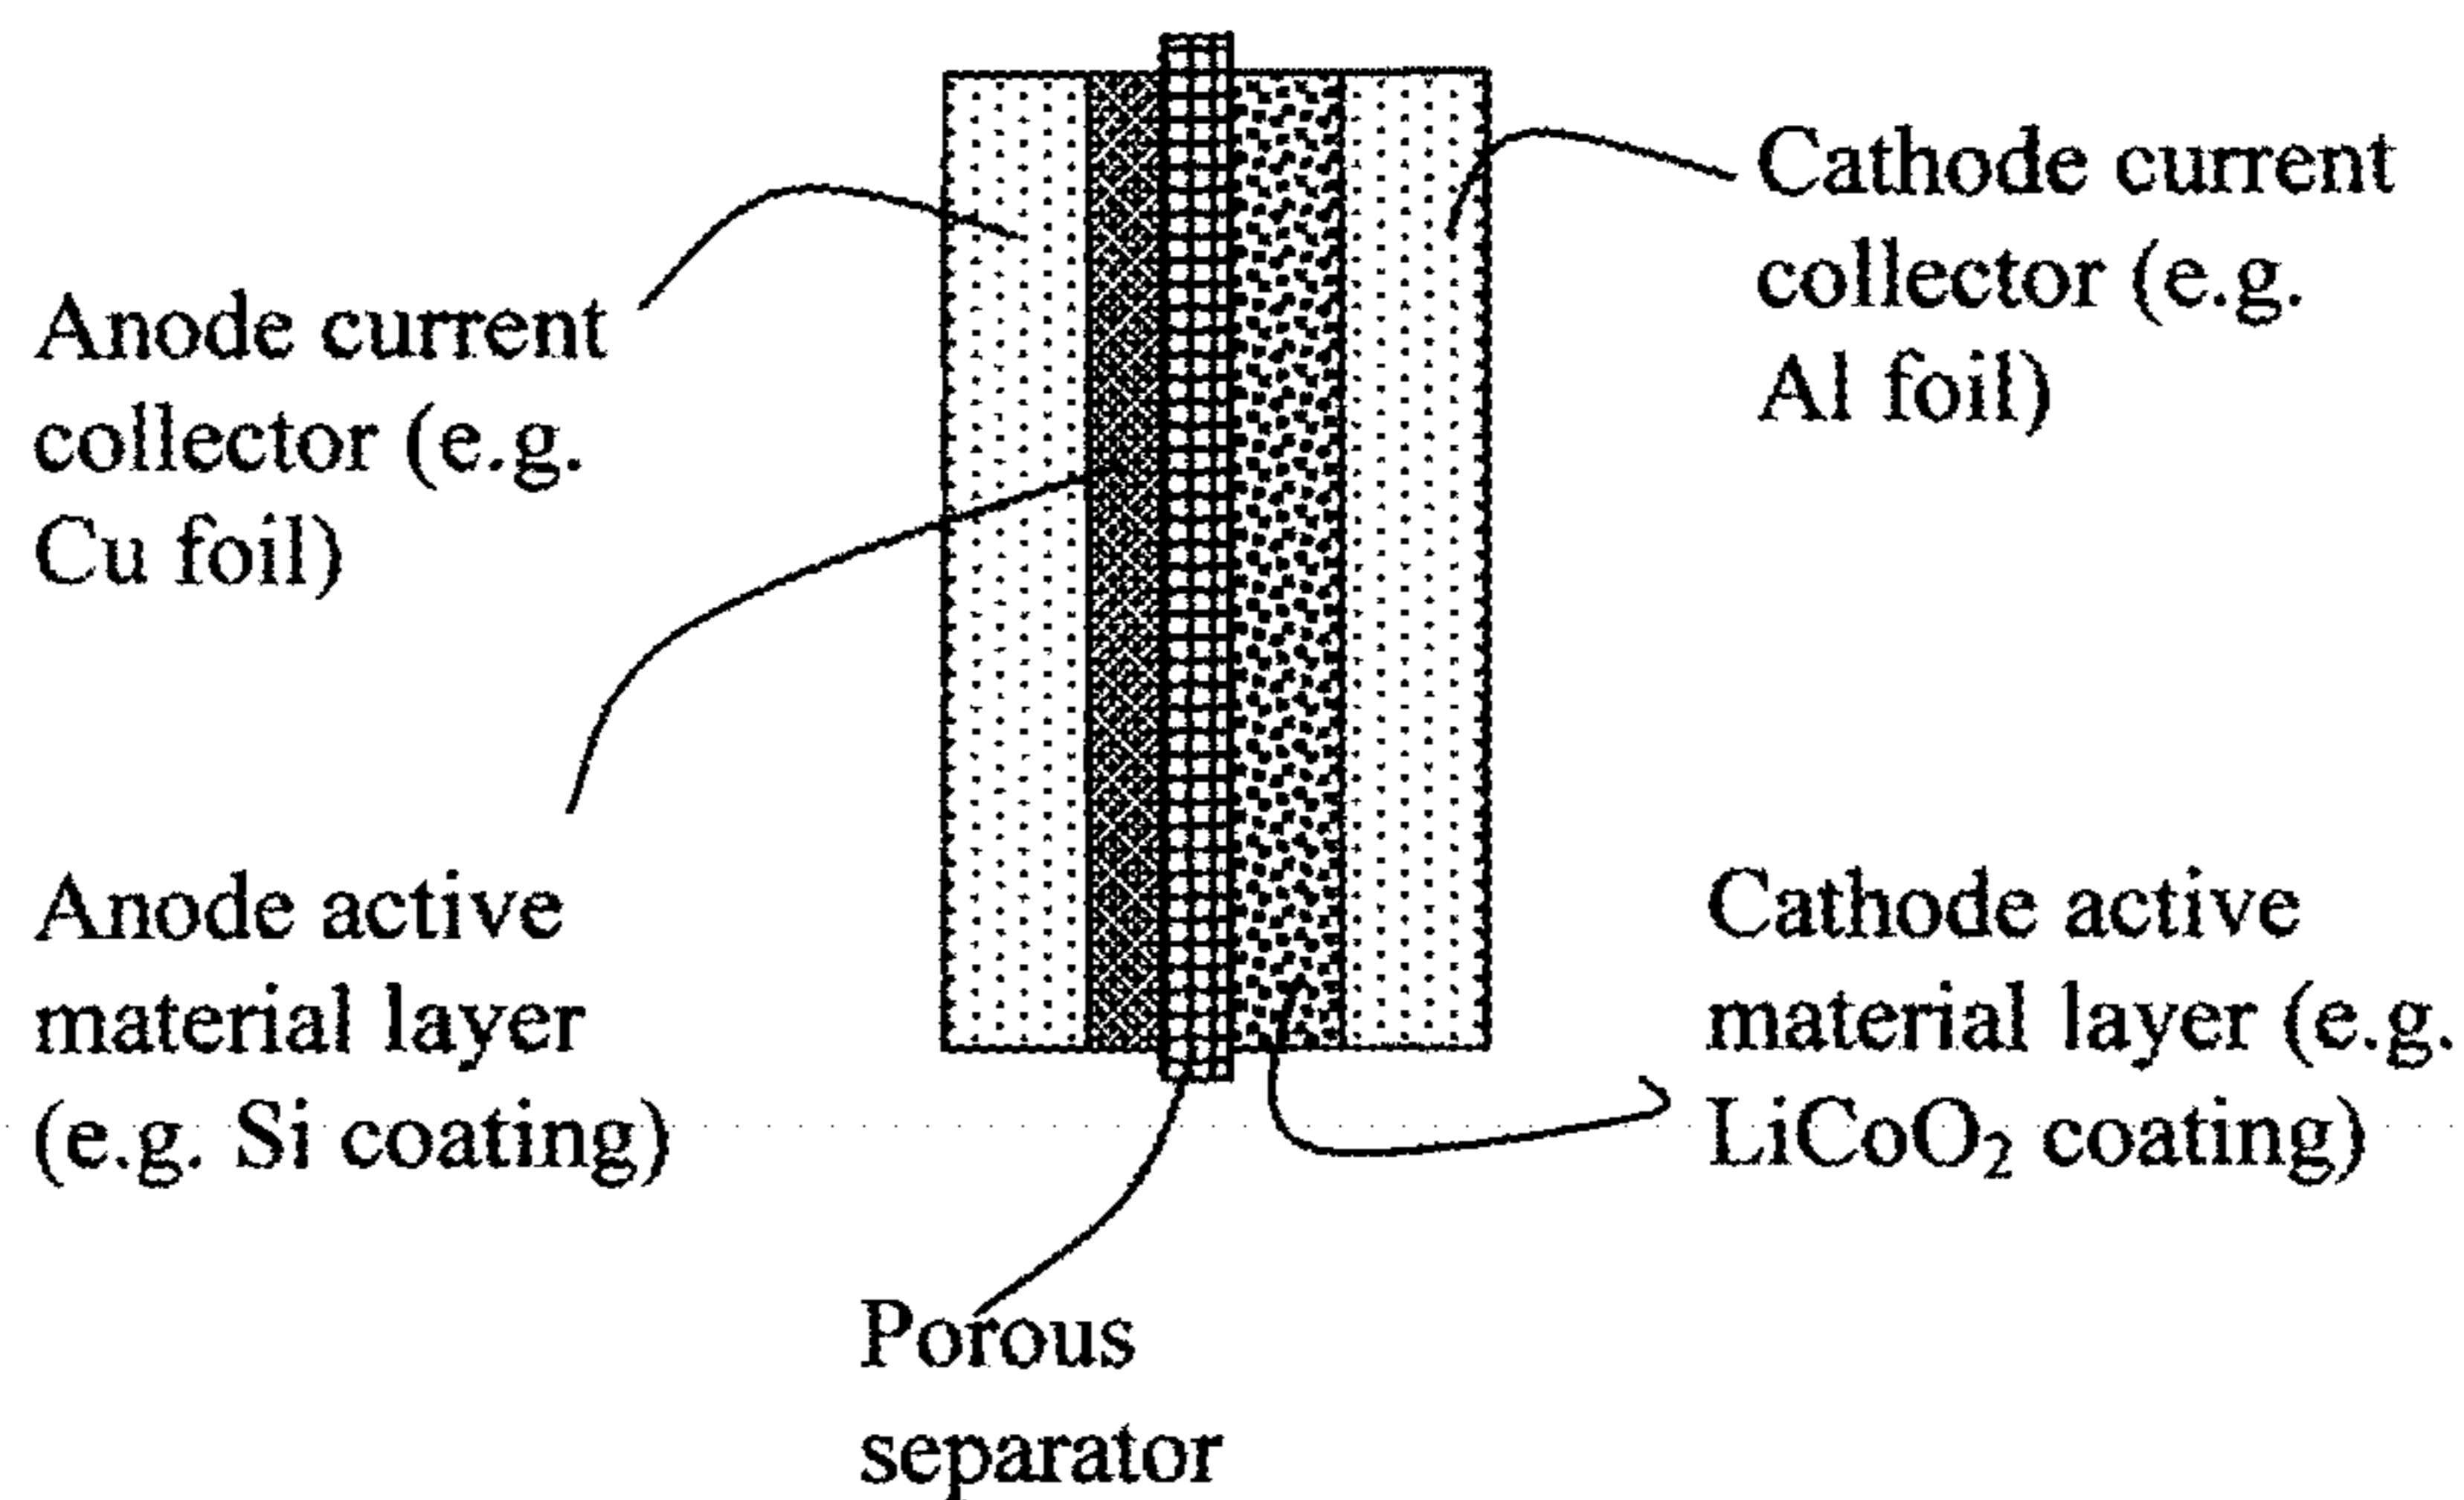 Anode current
collector (e.g.
Cu foil)
Anode active
material layer
(e.g. Si coating)
Porous
separator
Cathode current
collector (e.g.
Al foil)
Cathode active
material layer (e.g.
LiCoO₂ coating)